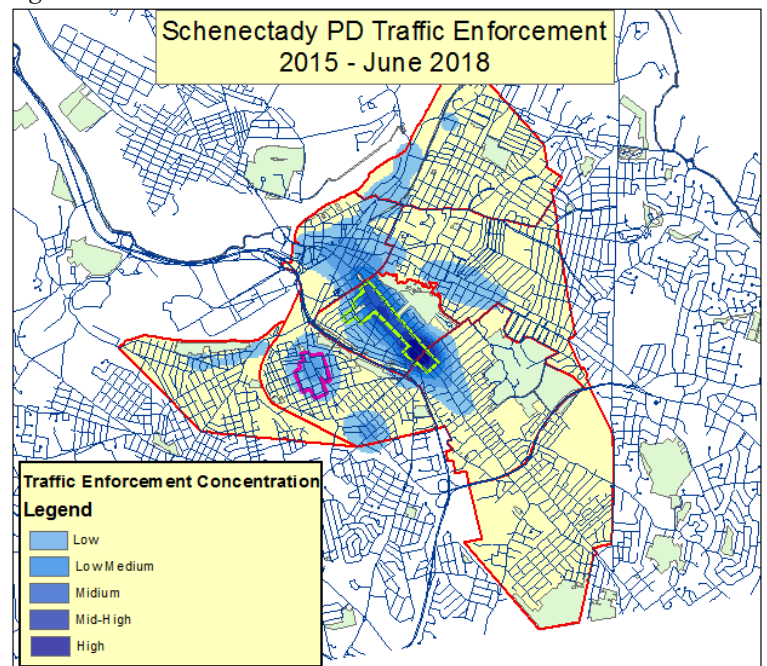 Schenectady PD Traffic Enforcement
2015 - June 2018
Traffic Enforcement Concentration
Legend
Low
Low Medium
Midium
Mid-High
High